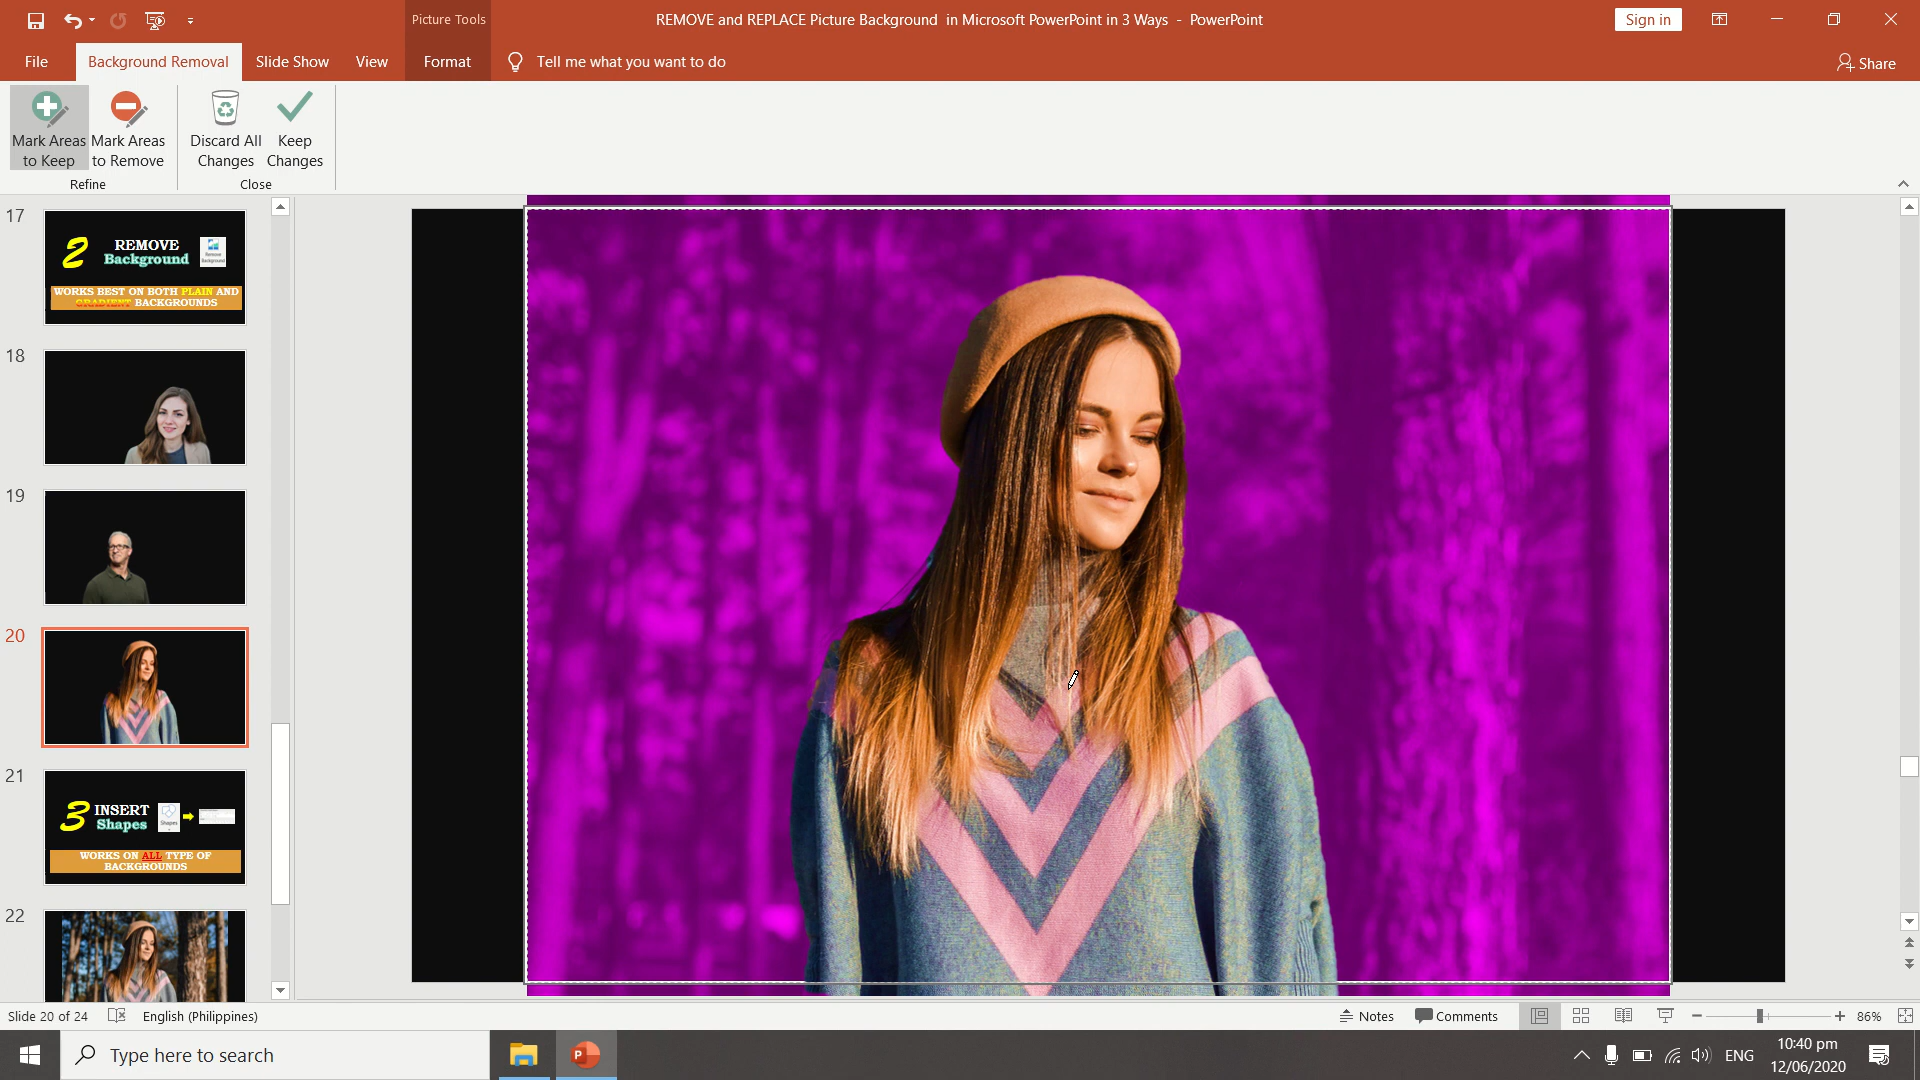 Picture Tools
REMOVE and REPLACE Picture Background  in Microsoft PowerPoint in 3 Ways  -  PowerPoint
Sign in
File
Background Removal
Slide Show
View
Format
Tell me what you want to do
Share
Mark Areas
to Keep
Mark Areas
to Remove
Discard All
Changes
Keep
Changes
Refine
Close
17
2
REMOVE
Background
Remove
Background
WORKS BEST ON BOTH PLAIN AND
GRADIENT BACKGROUNDS
18
19
20
21
3
INSERT
Shapes
Shapes
WORKS ON ALL TYPE OF
BACKGROUNDS
22
Slide 20 of 24
English (Philippines)
Notes
Comments
86%
Type here to search
P
ENG
10:40 pm
12/06/2020